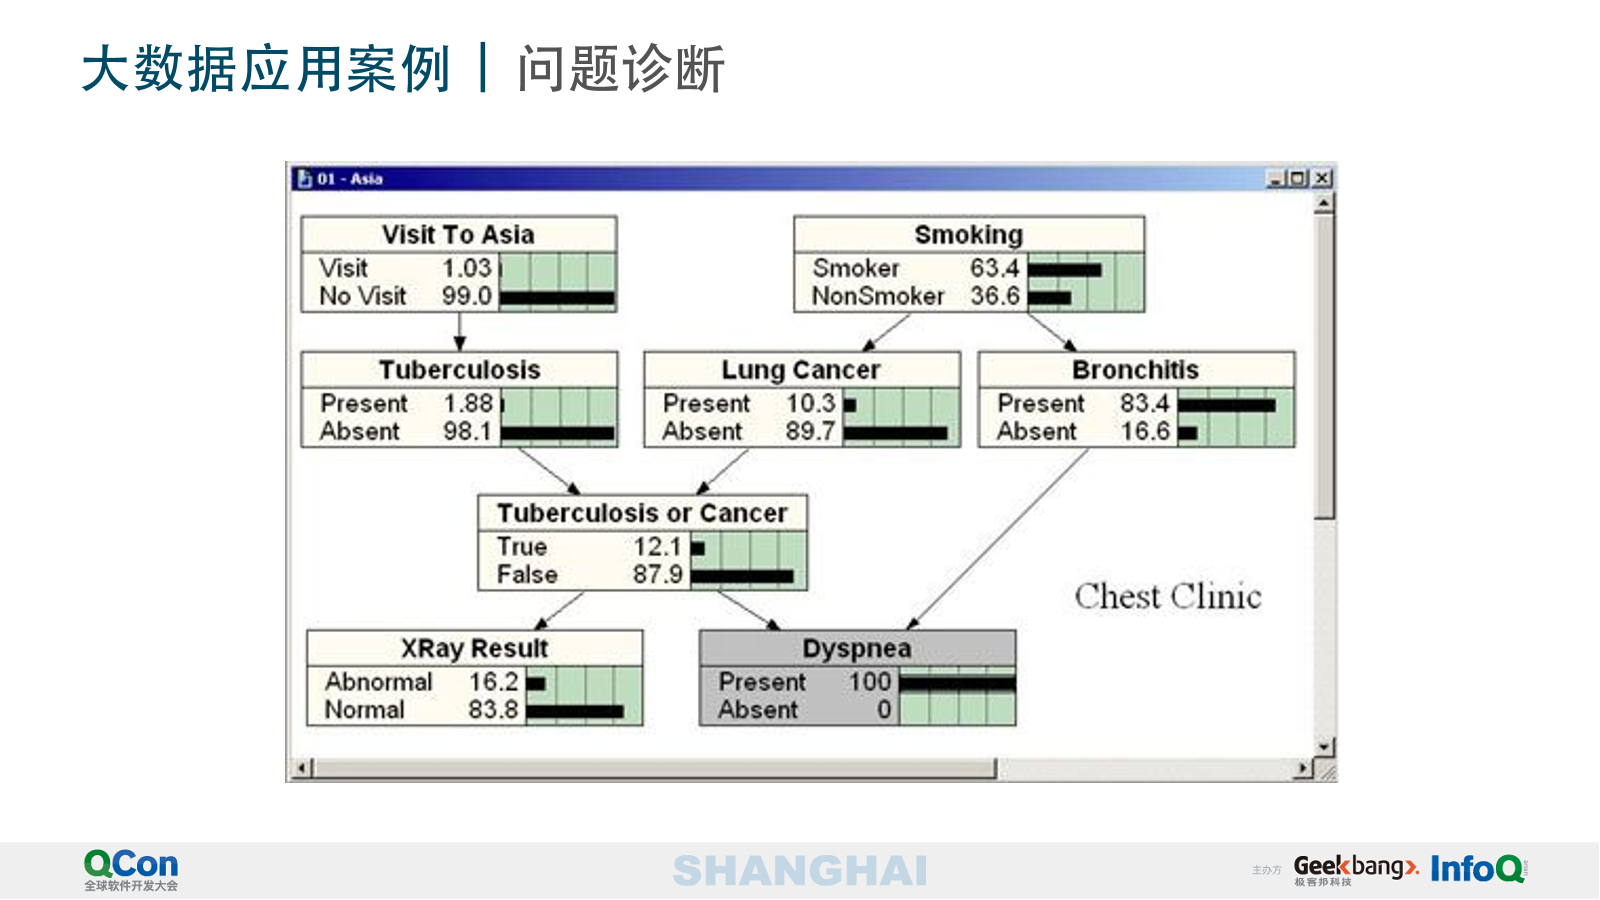 大数据应用案例 | 问题诊断
01 - Asia
Visit To Asia
Visit 1.03
No Visit 99.0
Smoking
Smoker 63.4
NonSmoker 36.6
Tuberculosis
Present 1.88
Absent 98.1
Lung Cancer
Present 10.3
Absent 89.7
Bronchitis
Present 83.4
Absent 16.6
Tuberculosis or Cancer
True 12.1
False 87.9
Chest Clinic
XRay Result
Abnormal 16.2
Normal 83.8
Dyspnea
Present 100
Absent 0
QCon
全球软件开发大会
SHANGHAI
主办方
Geekbang>.
极客邦科技
InfoQ